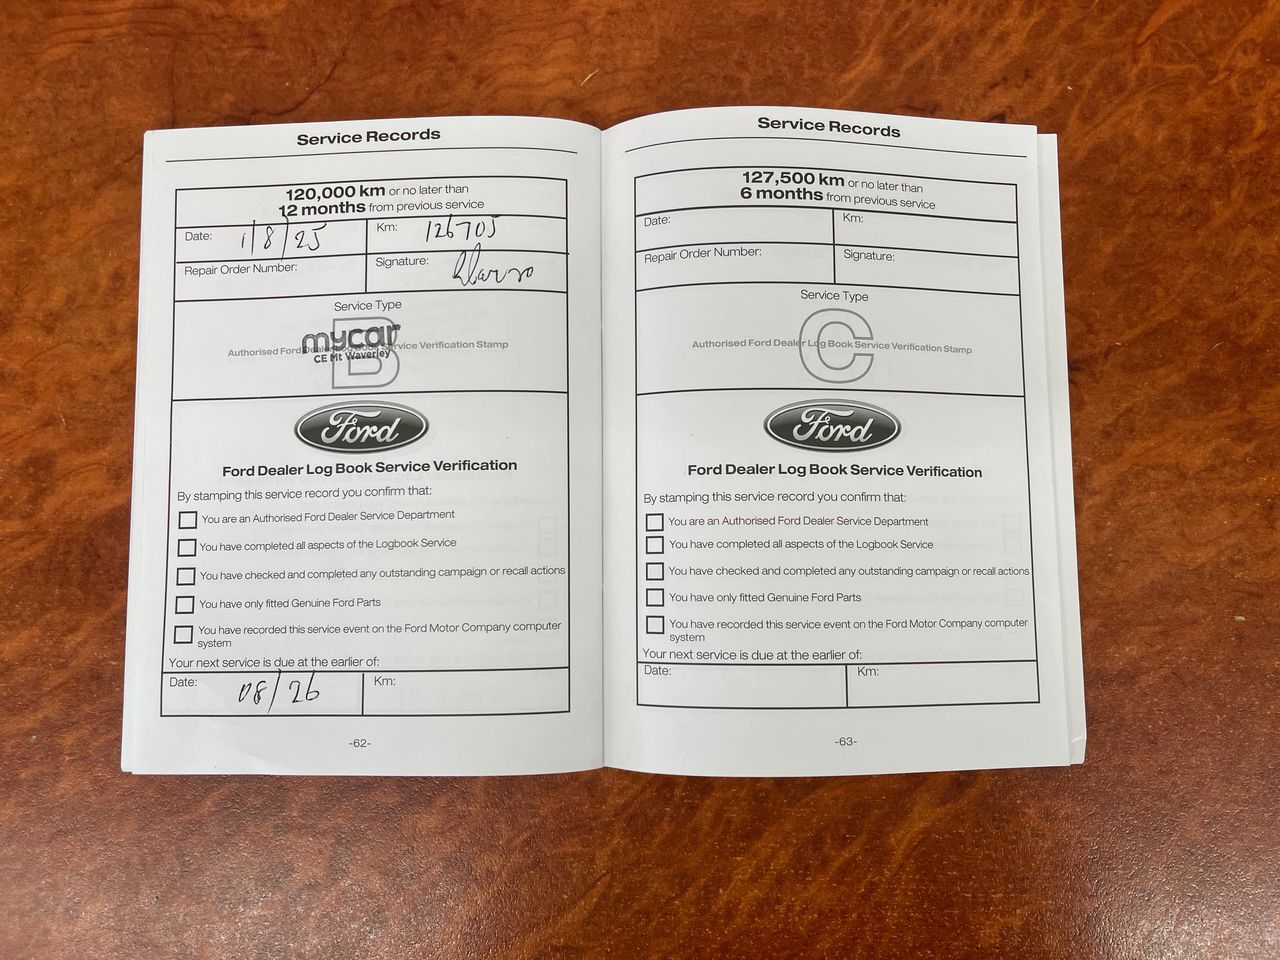 Service Records
120,000 km or no later than
12 months from previous service
Date: 1/8/25
Km: 126705
Repair Order Number:
Signature:
Service Type
B
Authorised Ford Dealer Log Book Service Verification Stamp
mycar
CE Mt Waverley
Ford
Ford Dealer Log Book Service Verification
By stamping this service record you confirm that:
You are an Authorised Ford Dealer Service Department
You have completed all aspects of the Logbook Service
You have checked and completed any outstanding campaign or recall actions
You have only fitted Genuine Ford Parts
You have recorded this service event on the Ford Motor Company computer
system
Your next service is due at the earlier of:
Date: 08/26
Km:
-62-
Service Records
127,500 km or no later than
6 months from previous service
Date:
Km:
Repair Order Number:
Signature:
Service Type
C
Authorised Ford Dealer Log Book Service Verification Stamp
Ford
Ford Dealer Log Book Service Verification
By stamping this service record you confirm that:
You are an Authorised Ford Dealer Service Department
You have completed all aspects of the Logbook Service
You have checked and completed any outstanding campaign or recall actions
You have only fitted Genuine Ford Parts
You have recorded this service event on the Ford Motor Company computer
system
Your next service is due at the earlier of:
Date:
Km:
-63-